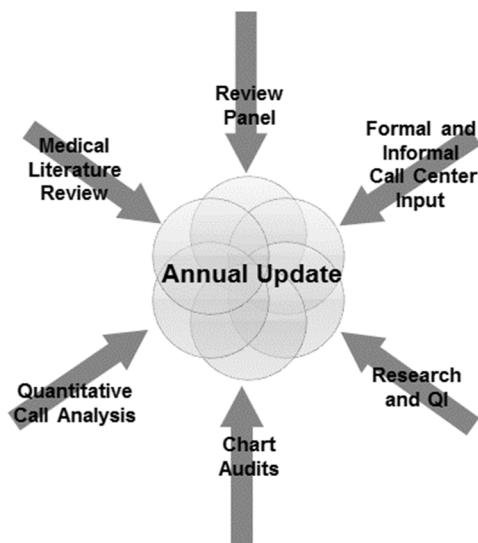 Review
Panel
Formal and
Informal
Call Center
Input
Medical
Literature
Review
Annual Update
Research
and QI
Quantitative
Call Analysis
Chart
Audits